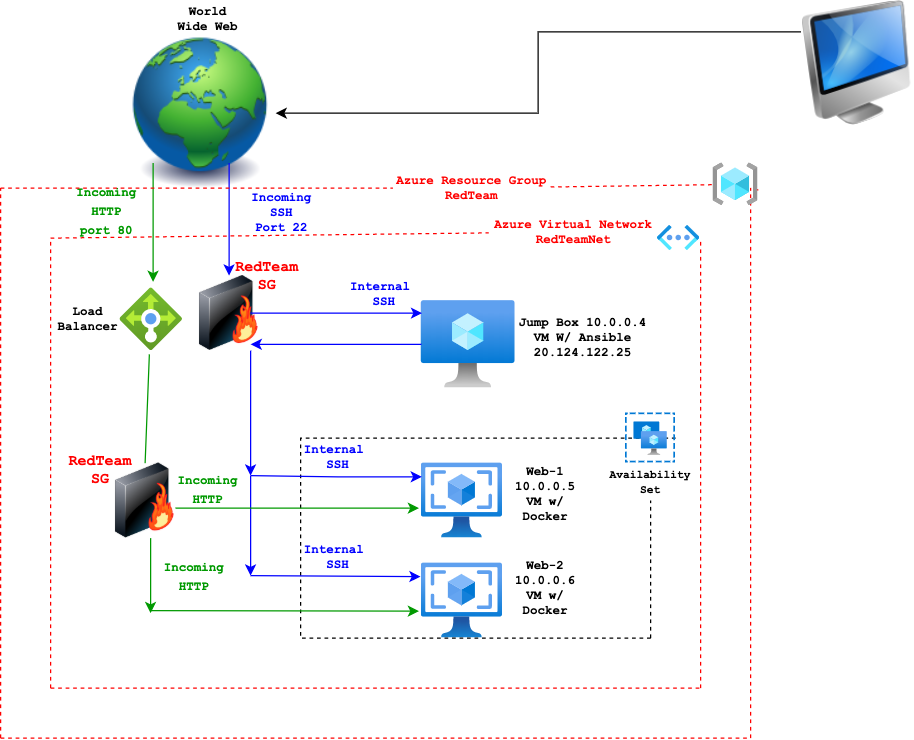 World
Wide Web
Azure Resource Group
RedTeam
Incoming
HTTP
port 80
Incoming
SSH
Port 22
Azure Virtual Network
RedTeamNet
RedTeam
SG
Internal
SSH
Load
Balancer
Jump Box 10.0.0.4
VM W/ Ansible
20.124.122.25
RedTeam
SG
Internal
SSH
Incoming
HTTP
Web-1
10.0.0.5
VM w/
Docker
Availability
Set
Incoming
HTTP
Internal
SSH
Web-2
10.0.0.6
VM w/
Docker